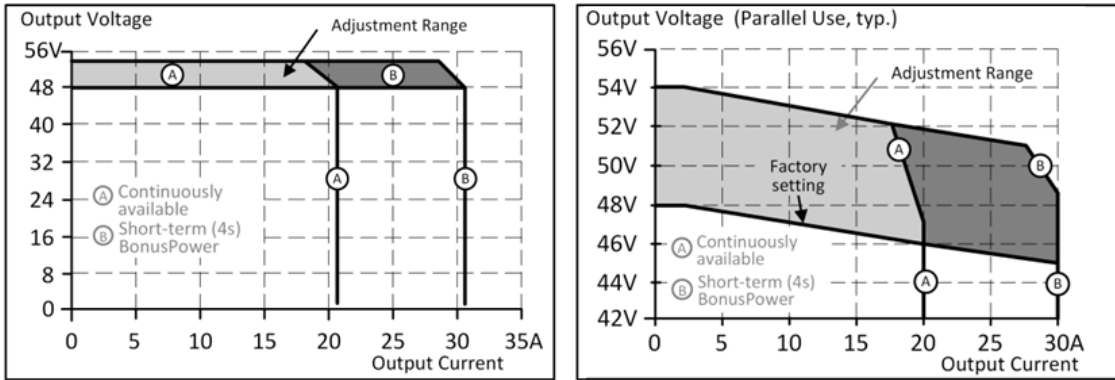 Output Voltage
Adjustment Range
56V
48
40
32
24
16
8
0
A
B
A
B
A Continuously
available
B Short-term (4s)
BonusPower
0 5 10 15 20 25 30 35A
Output Current
Output Voltage (Parallel Use, typ.)
56V
54V
52V
50V
48V
46V
44V
42V
Adjustment Range
A
B
Factory
setting
A Continuously
available
B Short-term (4s)
BonusPower
A
B
0 5 10 15 20 25 30A
Output Current